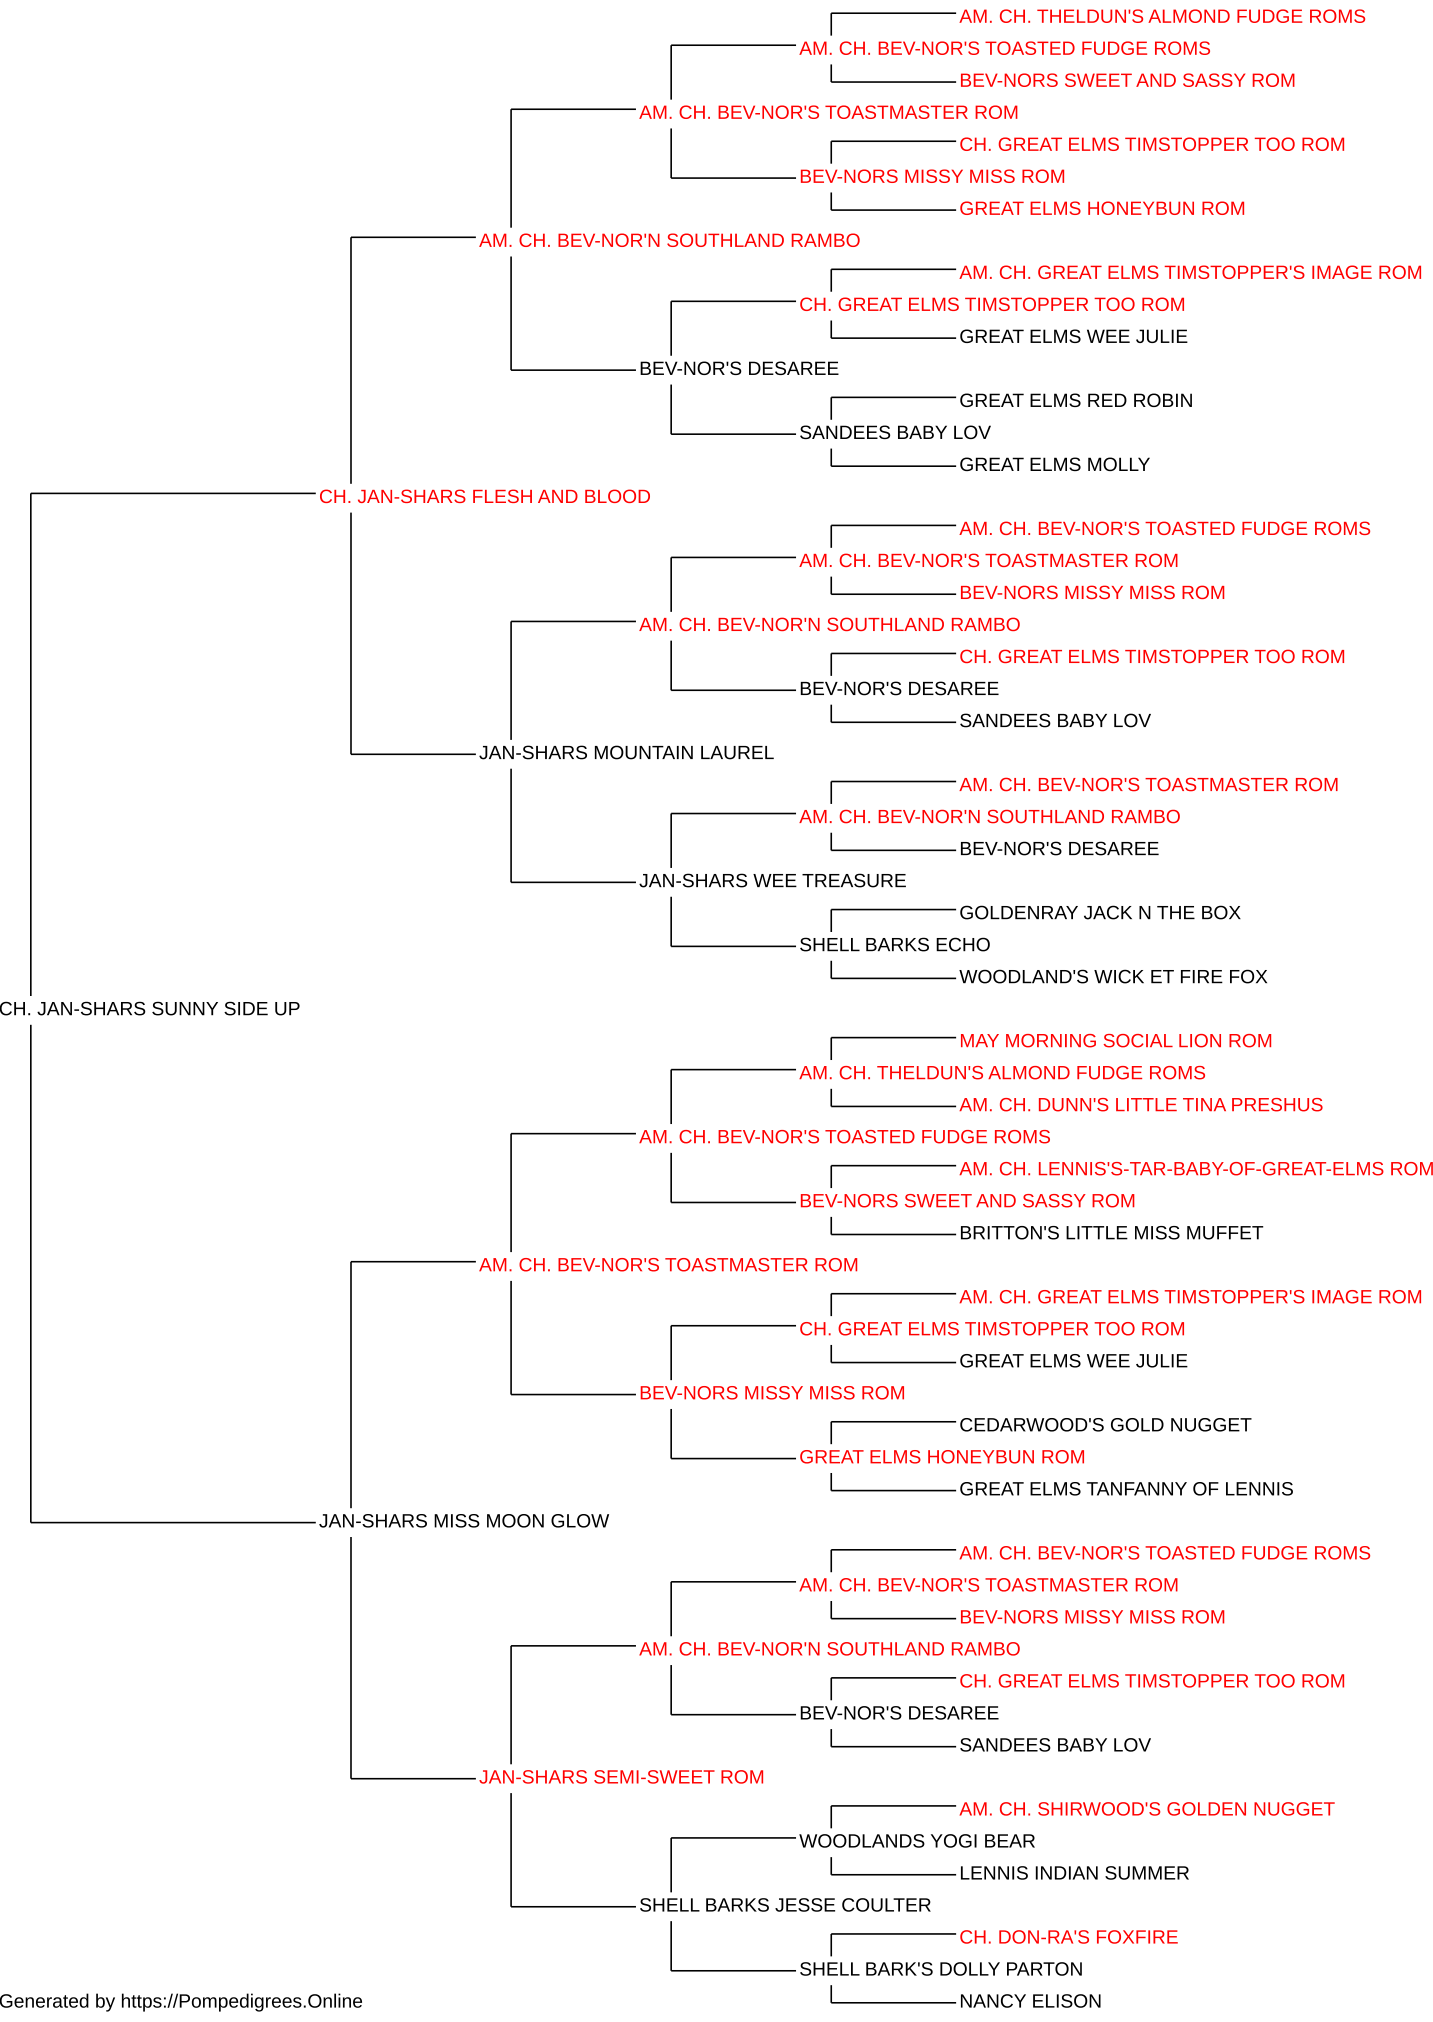 AM. CH. THELDUN'S ALMOND FUDGE ROMS
AM. CH. BEV-NOR'S TOASTED FUDGE ROMS
BEV-NORS SWEET AND SASSY ROM
AM. CH. BEV-NOR'S TOASTMASTER ROM
CH. GREAT ELMS TIMSTOPPER TOO ROM
BEV-NORS MISSY MISS ROM
GREAT ELMS HONEYBUN ROM
AM. CH. BEV-NOR'N SOUTHLAND RAMBO
AM. CH. GREAT ELMS TIMSTOPPER'S IMAGE ROM
CH. GREAT ELMS TIMSTOPPER TOO ROM
GREAT ELMS WEE JULIE
BEV-NOR'S DESAREE
GREAT ELMS RED ROBIN
SANDEES BABY LOV
GREAT ELMS MOLLY
CH. JAN-SHARS FLESH AND BLOOD
AM. CH. BEV-NOR'S TOASTED FUDGE ROMS
AM. CH. BEV-NOR'S TOASTMASTER ROM
BEV-NORS MISSY MISS ROM
AM. CH. BEV-NOR'N SOUTHLAND RAMBO
CH. GREAT ELMS TIMSTOPPER TOO ROM
BEV-NOR'S DESAREE
SANDEES BABY LOV
JAN-SHARS MOUNTAIN LAUREL
AM. CH. BEV-NOR'S TOASTMASTER ROM
AM. CH. BEV-NOR'N SOUTHLAND RAMBO
BEV-NOR'S DESAREE
JAN-SHARS WEE TREASURE
GOLDENRAY JACK N THE BOX
SHELL BARKS ECHO
WOODLAND'S WICK ET FIRE FOX
CH. JAN-SHARS SUNNY SIDE UP
MAY MORNING SOCIAL LION ROM
AM. CH. THELDUN'S ALMOND FUDGE ROMS
AM. CH. DUNN'S LITTLE TINA PRESHUS
AM. CH. BEV-NOR'S TOASTED FUDGE ROMS
AM. CH. LENNIS'S-TAR-BABY-OF-GREAT-ELMS ROM
BEV-NORS SWEET AND SASSY ROM
BRITTON'S LITTLE MISS MUFFET
AM. CH. BEV-NOR'S TOASTMASTER ROM
AM. CH. GREAT ELMS TIMSTOPPER'S IMAGE ROM
CH. GREAT ELMS TIMSTOPPER TOO ROM
GREAT ELMS WEE JULIE
BEV-NORS MISSY MISS ROM
CEDARWOOD'S GOLD NUGGET
GREAT ELMS HONEYBUN ROM
GREAT ELMS TANFANNY OF LENNIS
JAN-SHARS MISS MOON GLOW
AM. CH. BEV-NOR'S TOASTED FUDGE ROMS
AM. CH. BEV-NOR'S TOASTMASTER ROM
BEV-NORS MISSY MISS ROM
AM. CH. BEV-NOR'N SOUTHLAND RAMBO
CH. GREAT ELMS TIMSTOPPER TOO ROM
BEV-NOR'S DESAREE
SANDEES BABY LOV
JAN-SHARS SEMI-SWEET ROM
AM. CH. SHIRWOOD'S GOLDEN NUGGET
WOODLANDS YOGI BEAR
LENNIS INDIAN SUMMER
SHELL BARKS JESSE COULTER
CH. DON-RA'S FOXFIRE
SHELL BARK'S DOLLY PARTON
NANCY ELISON
Generated by https://Pompedigrees.Online